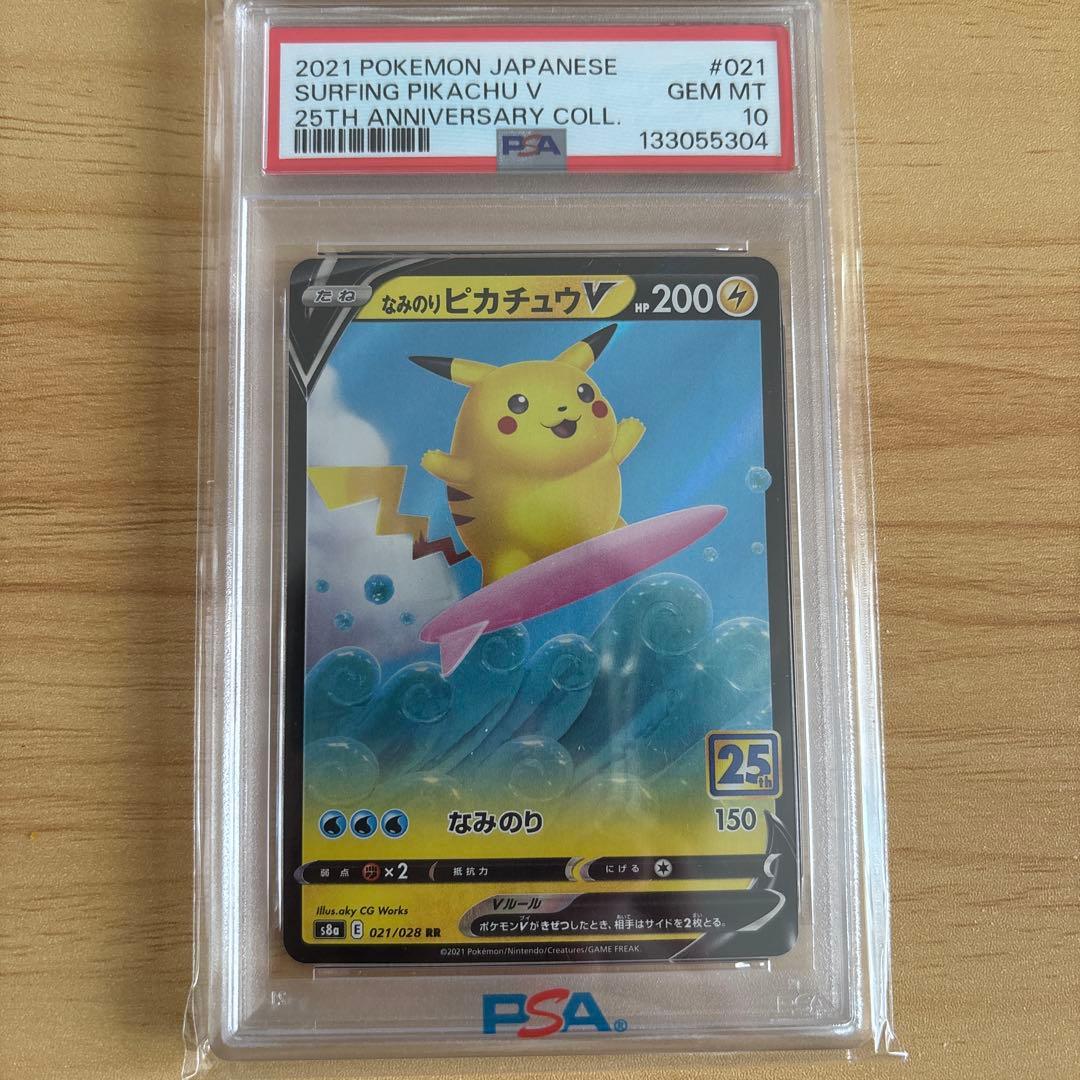 2021 POKEMON JAPANESE #021
SURFING PIKACHU V GEM MT
25TH ANNIVERSARY COLL. 10
PSA 133055304
たね なみのりピカチュウV HP 200
25th
なみのり 150
弱点 ×2 抵抗力 にげる
Illus.aky CG Works Vルール
ポケモンVがきぜつしたとき、相手はサイドを2枚とる。
s8a E 021/028 RR
©2021 Pokémon/Nintendo/Creatures/GAME FREAK.
PSA®